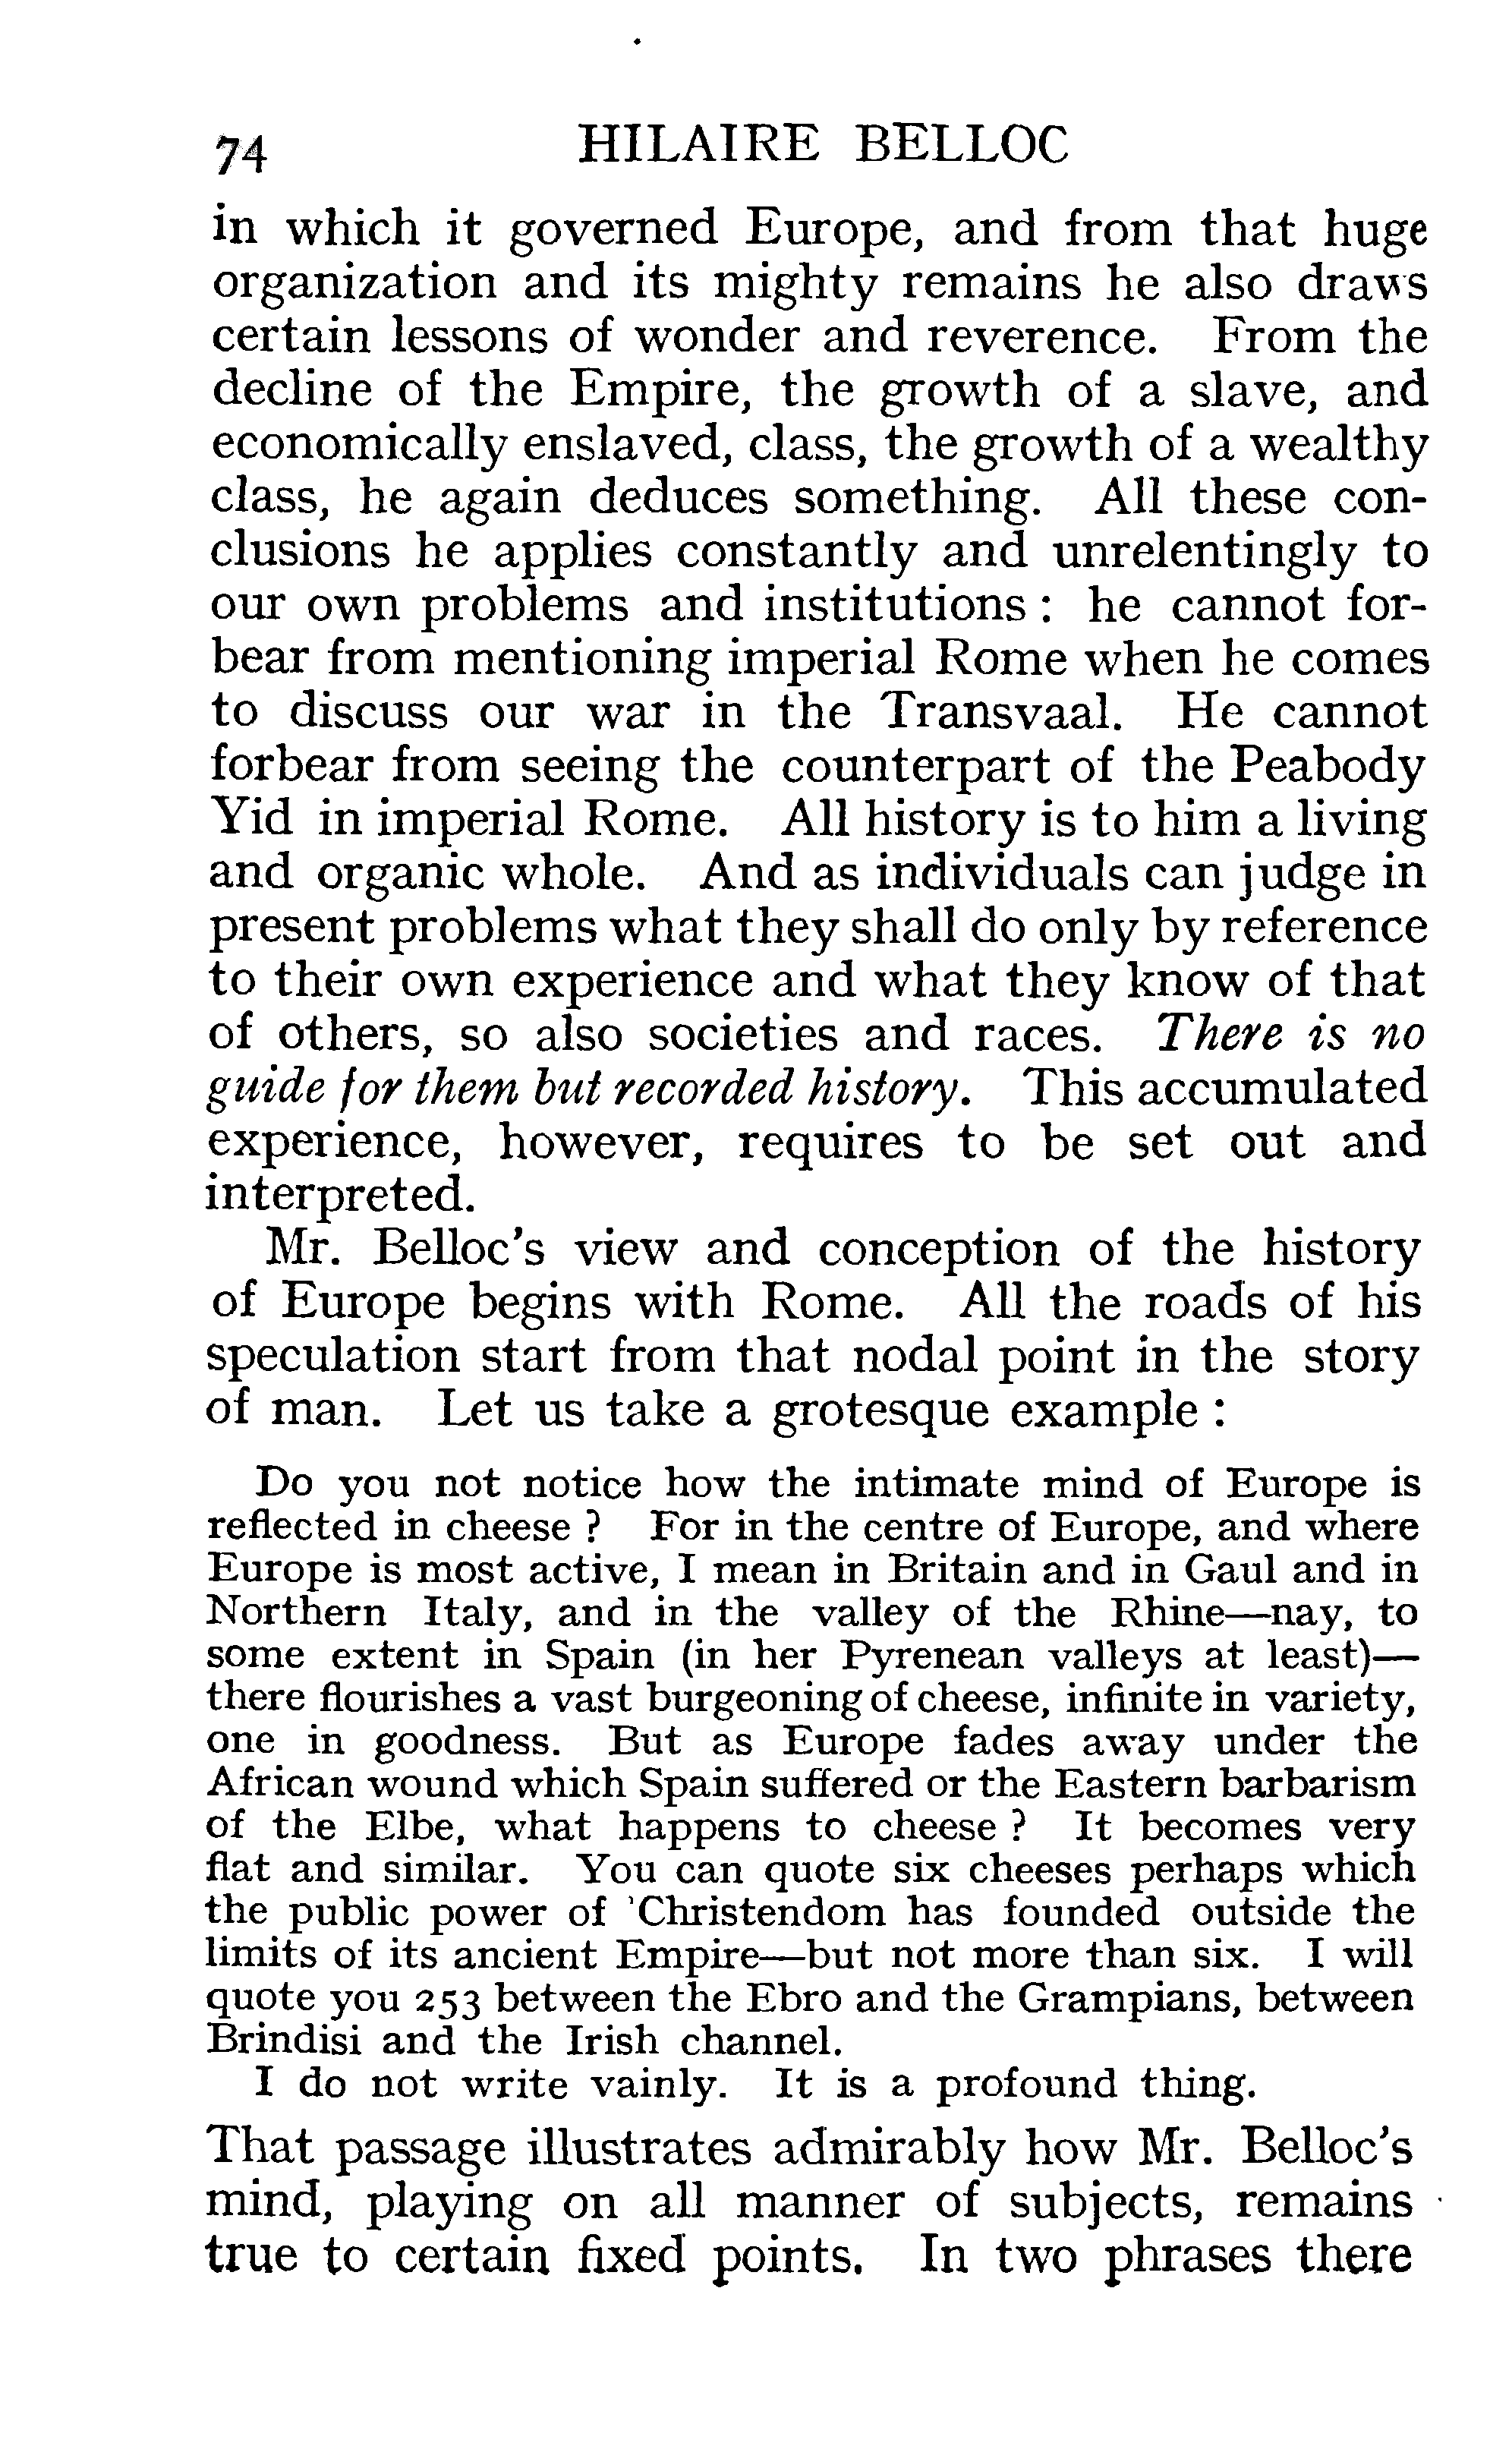 74 HILAIRE BELLOC
in which it governed Europe, and from that huge
organization and its mighty remains he also draws
certain lessons of wonder and reverence. From the
decline of the Empire, the growth of a slave, and
economically enslaved, class, the growth of a wealthy
class, he again deduces something. All these con-
clusions he applies constantly and unrelentingly to
our own problems and institutions : he cannot for-
bear from mentioning imperial Rome when he comes
to discuss our war in the Transvaal. He cannot
forbear from seeing the counterpart of the Peabody
Yid in imperial Rome. All history is to him a living
and organic whole. And as individuals can judge in
present problems what they shall do only by reference
to their own experience and what they know of that
of others, so also societies and races. There is no
guide for them but recorded history. This accumulated
experience, however, requires to be set out and
interpreted.
Mr. Belloc's view and conception of the history
of Europe begins with Rome. All the roads of his
speculation start from that nodal point in the story
of man. Let us take a grotesque example :
Do you not notice how the intimate mind of Europe is
reflected in cheese ? For in the centre of Europe, and where
Europe is most active, I mean in Britain and in Gaul and in
Northern Italy, and in the valley of the Rhine—nay, to
some extent in Spain (in her Pyrenean valleys at least)—
there flourishes a vast burgeoning of cheese, infinite in variety,
one in goodness. But as Europe fades away under the
African wound which Spain suffered or the Eastern barbarism
of the Elbe, what happens to cheese ? It becomes very
flat and similar. You can quote six cheeses perhaps which
the public power of 'Christendom has founded outside the
limits of its ancient Empire—but not more than six. I will
quote you 253 between the Ebro and the Grampians, between
Brindisi and the Irish channel.
I do not write vainly. It is a profound thing.
That passage illustrates admirably how Mr. Belloc's
mind, playing on all manner of subjects, remains
true to certain fixed points. In two phrases there